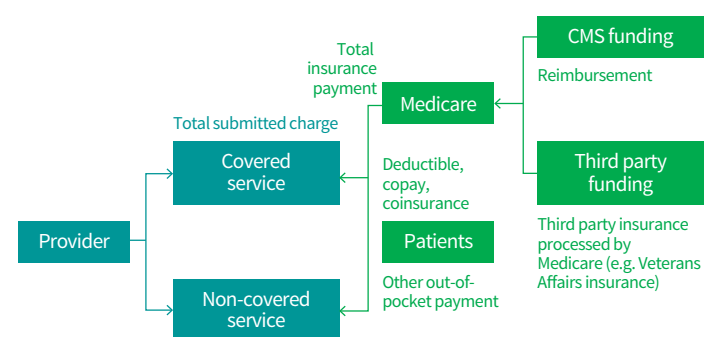 CMS funding
Reimbursement
Total
insurance
payment
Medicare
Total submitted charge
Covered
service
Deductible,
copay,
coinsurance
Third party
funding
Provider
Patients
Third party insurance
processed by
Medicare (e.g. Veterans
Affairs insurance)
Non-covered
service
Other out-of-
pocket payment